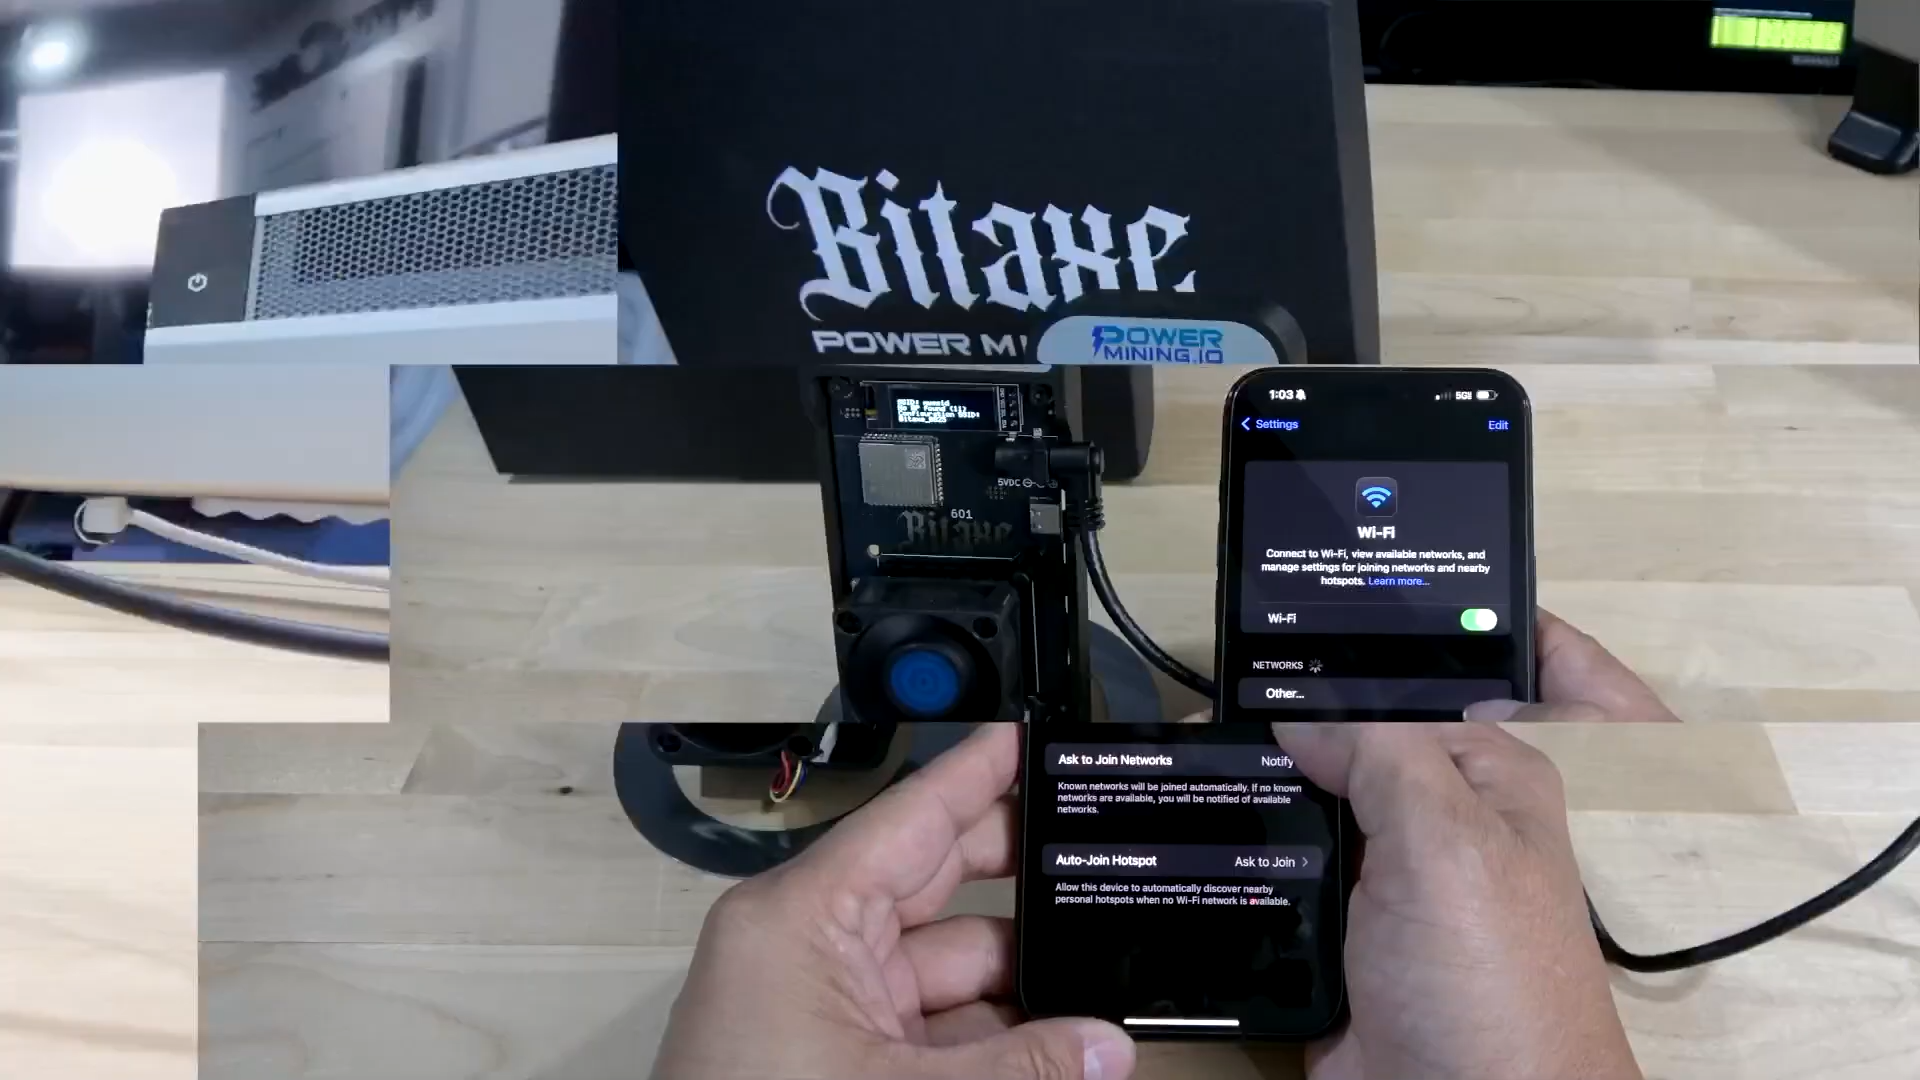 Bitaxe
POWER MI
POWER
MINING.IO
1:03
5G
Settings
Edit
5VDC
601
Bitaxe
Wi-Fi
Connect to Wi-Fi, view available networks, and
manage settings for joining networks and nearby
hotspots. Learn more...
Wi-Fi
NETWORKS
Other...
Ask to Join Networks
Notify
Known networks will be joined automatically. If no known
networks are available, you will be notified of available
networks.
Auto-Join Hotspot
Ask to Join
Allow this device to automatically discover nearby
personal hotspots when no Wi-Fi network is available.